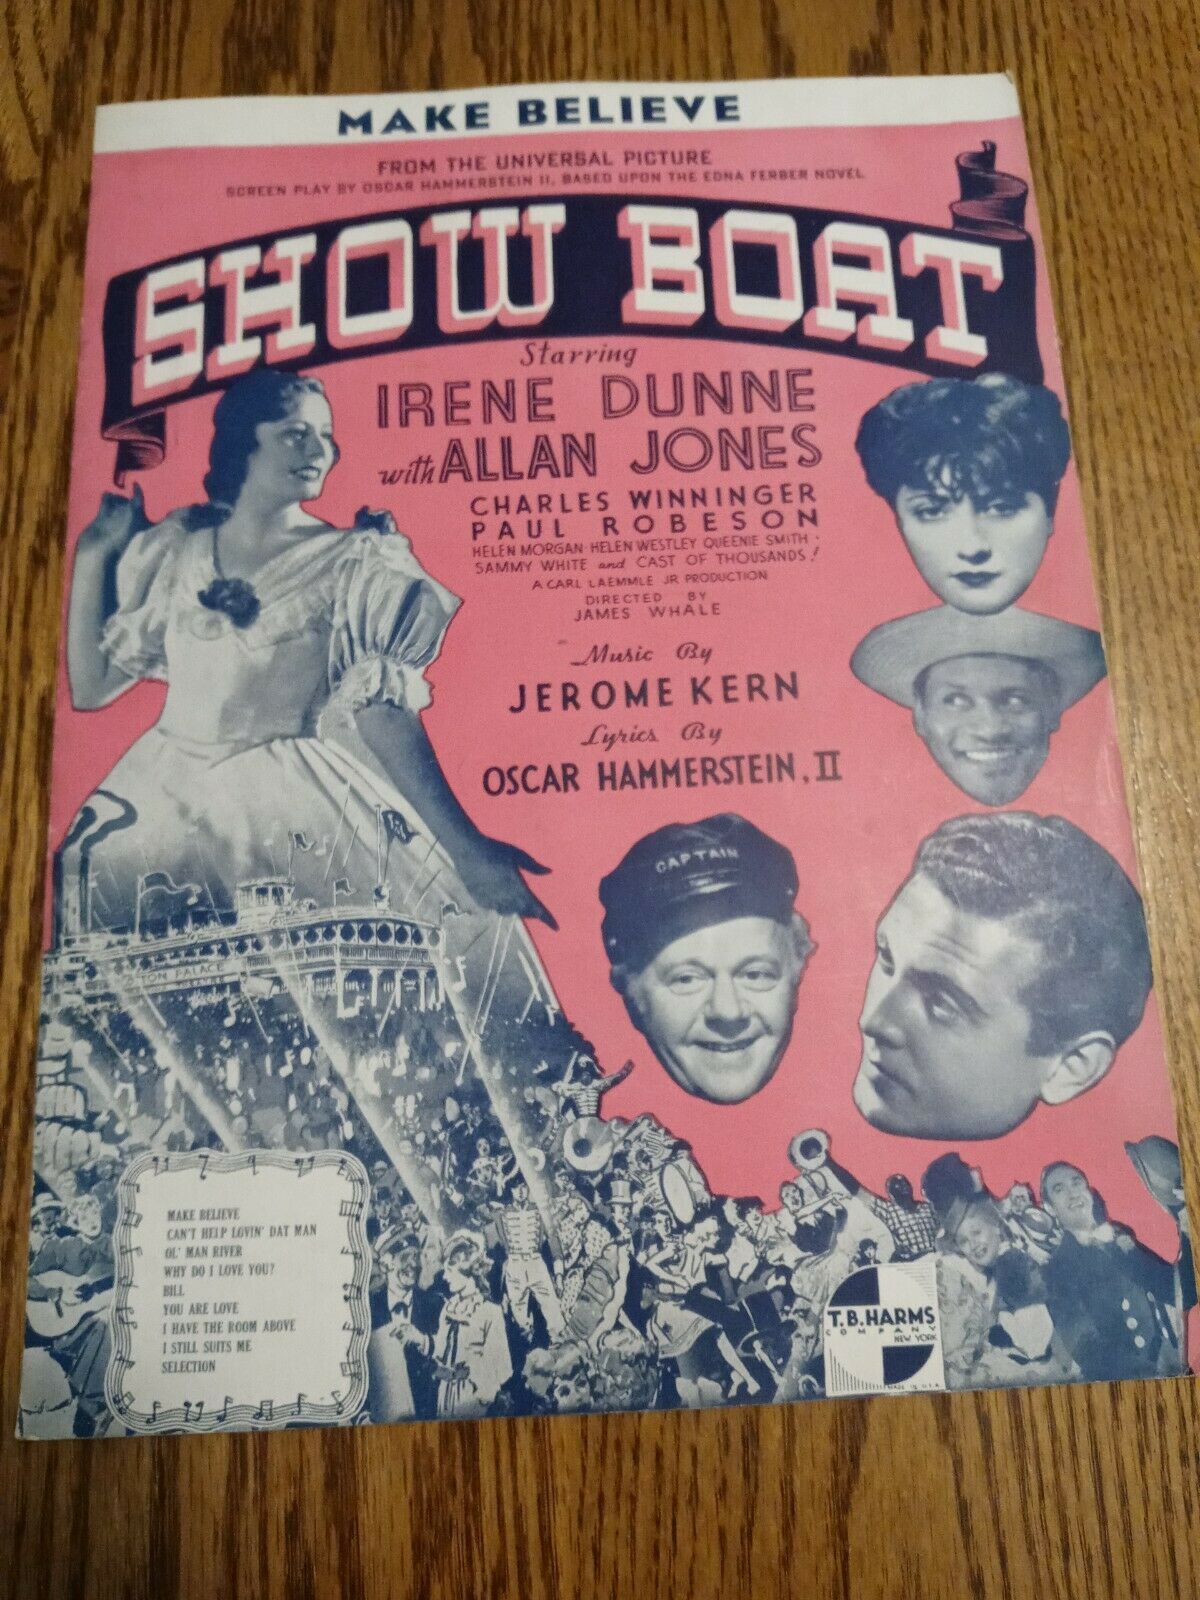 MAKE BELIEVE
FROM THE UNIVERSAL PICTURE
SCREEN PLAY BY OSCAR HAMMERSTEIN II, BASED UPON THE EDNA FERBER NOVEL
SHOW BOAT
Starring
IRENE DUNNE
with ALLAN JONES
CHARLES WINNINGER
PAUL ROBESON
HELEN MORGAN · HELEN WESTLEY QUEENIE SMITH ·
SAMMY WHITE and CAST OF THOUSANDS!
A CARL LAEMMLE JR PRODUCTION
DIRECTED BY
JAMES WHALE
Music By
JEROME KERN
Lyrics By
OSCAR HAMMERSTEIN, II
CAPTAIN
PALACE
MAKE BELIEVE
CAN'T HELP LOVIN' DAT MAN
OL' MAN RIVER
WHY DO I LOVE YOU?
BILL
YOU ARE LOVE
I HAVE THE ROOM ABOVE
I STILL SUITS ME
SELECTION
T.B. HARMS
COMPANY
NEW YORK
MADE IN U.S.A.